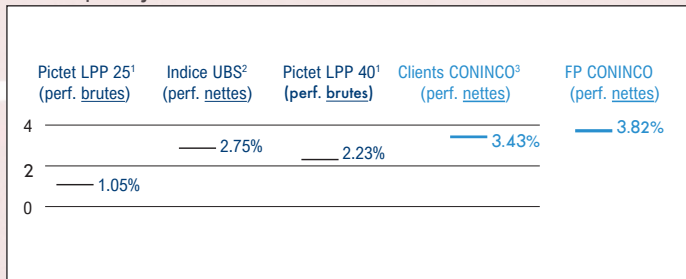 Pictet LPP 25¹ Indice UBS² Pictet LPP 40¹ Clients CONINCO³ FP CONINCO
(perf. brutes) (perf. nettes) (perf. bruts) (perf. nettes) (perf. nettes)
4 3.43% 3.82%
2.75% 2.23%
2
1.05%
0